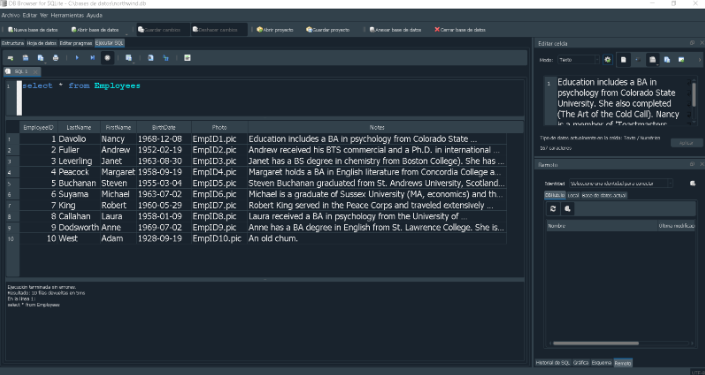 DB Browser for SQLite - C:\bases de datos\northwind.db
Archivo Editar Ver Herramientas Ayuda
Nueva base de datos Abrir base de datos Guardar cambios Deshacer cambios Abrir proyecto Guardar proyecto Anexar base de datos Cerrar base de datos
Estructura Hoja de datos Editar pragmas Ejecutar SQL
SQL 1
1 select * from Employees
EmployeeID LastName FirstName BirthDate Photo Notes
1 1 Davolio Nancy 1968-12-08 EmpID1.pic Education includes a BA in psychology from Colorado State ...
2 2 Fuller Andrew 1952-02-19 EmpID2.pic Andrew received his BTS commercial and a Ph.D. in international ...
3 3 Leverling Janet 1963-08-30 EmpID3.pic Janet has a BS degree in chemistry from Boston College). She has ...
4 4 Peacock Margaret 1958-09-19 EmpID4.pic Margaret holds a BA in English literature from Concordia College a...
5 5 Buchanan Steven 1955-03-04 EmpID5.pic Steven Buchanan graduated from St. Andrews University, Scotland...
6 6 Suyama Michael 1963-07-02 EmpID6.pic Michael is a graduate of Sussex University (MA, economics) and th...
7 7 King Robert 1960-05-29 EmpID7.pic Robert King served in the Peace Corps and traveled extensively ...
8 8 Callahan Laura 1958-01-09 EmpID8.pic Laura received a BA in psychology from the University of ...
9 9 Dodsworth Anne 1969-07-02 EmpID9.pic Anne has a BA degree in English from St. Lawrence College. She is...
10 10 West Adam 1928-09-19 EmpID10.pic An old chum.
Ejecución terminada sin errores.
Resultado: 10 filas devueltas en
En la línea 1:
select * from Employees
Editar celda
Modo: Texto
1 Education includes a BA in
psychology from Colorado State
University. She also completed
(The Art of the Cold Call). Nancy
is a member of 'Toastmasters
Tipo de datos actualmente en la celda: Texto / Numérico
caracteres
Aplicar
Remoto
Identidad Seleccione una identidad para conectar
DBHub.io Local Base de datos actual
Nombre Última modificac
Historial de SQL Gráfica Esquema Remoto